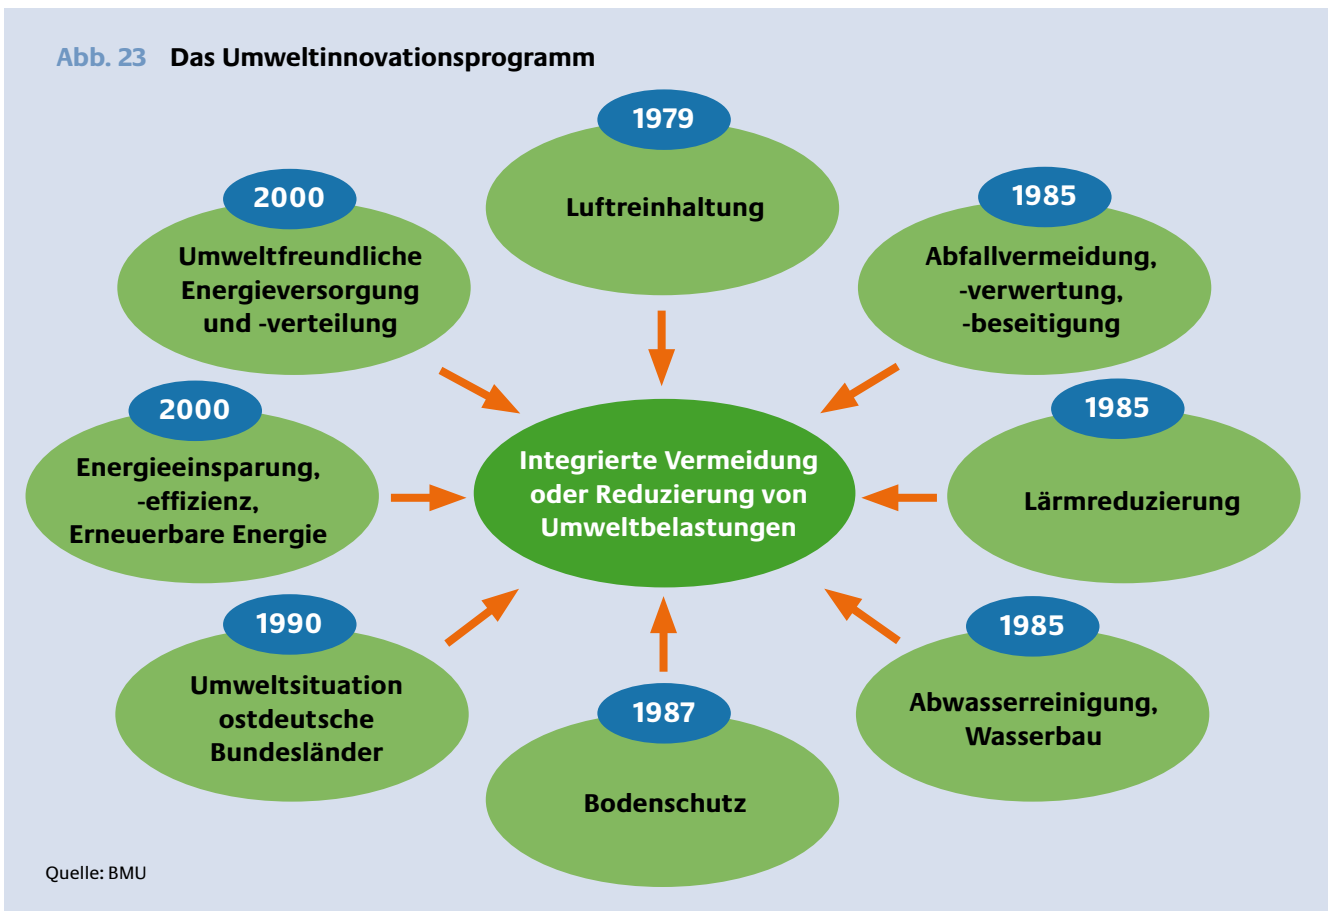 Abb. 23 Das Umweltinnovationsprogramm
1979
Luftreinhaltung
1985
Abfallvermeidung,
-verwertung,
-beseitigung
1985
Lärmreduzierung
1985
Abwasserreinigung,
Wasserbau
1987
Bodenschutz
1990
Umweltsituation
ostdeutsche
Bundesländer
2000
Energieeinsparung,
-effizienz,
Erneuerbare Energie
2000
Umweltfreundliche
Energieversorgung
und -verteilung
Integrierte Vermeidung
oder Reduzierung von
Umweltbelastungen
Quelle: BMU